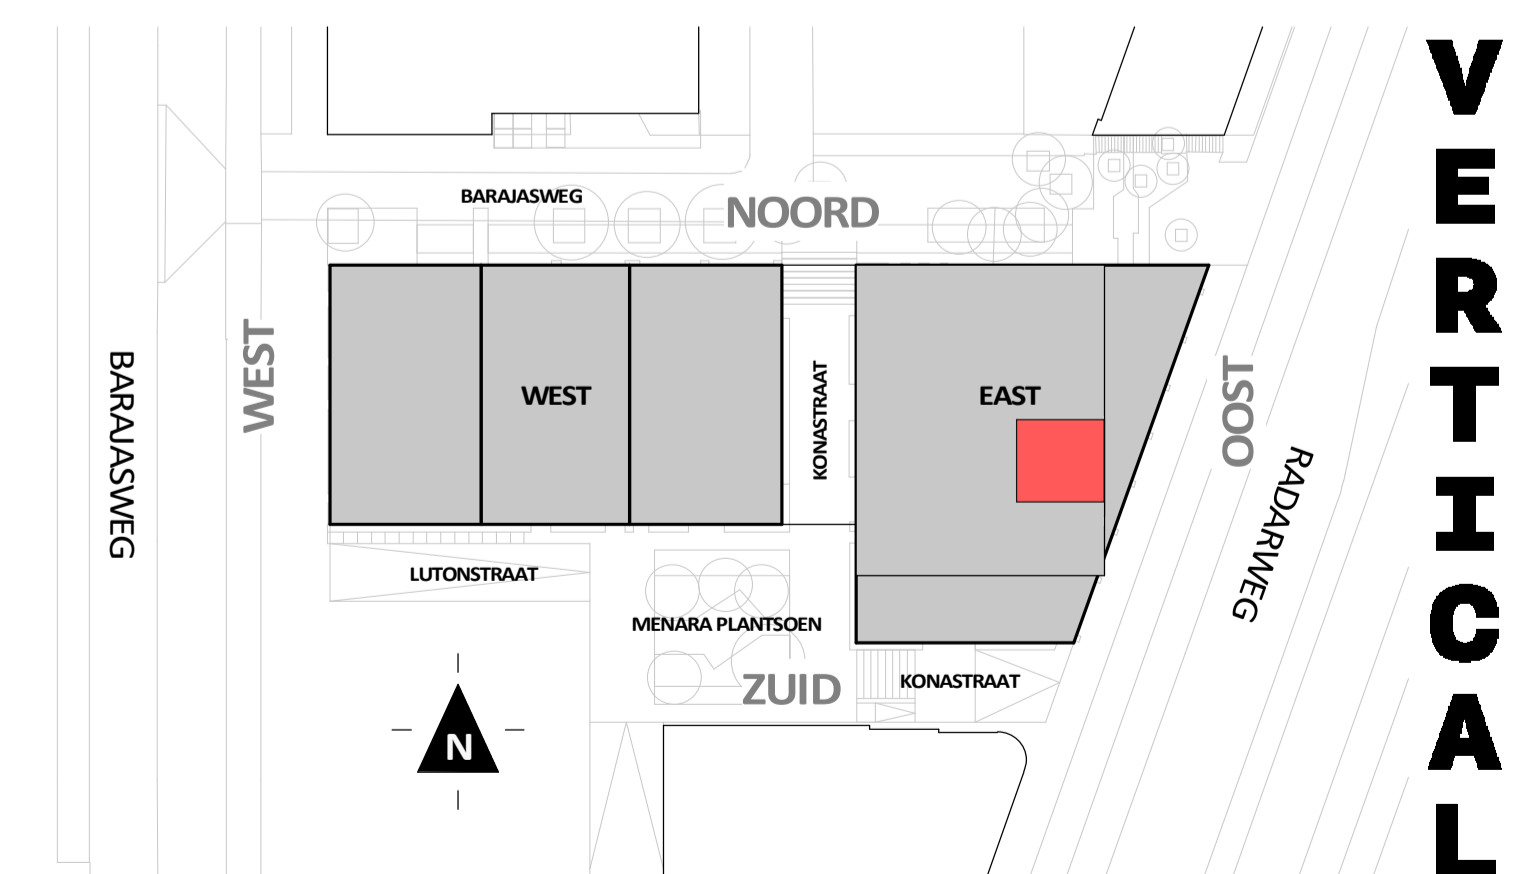 BARAJASWEG
NOORD
WEST
BARAJASWEG
WEST
KONASTRAAT
EAST
OOST
RADARWEG
LUTONSTRAAT
MENARA PLANTSOEN
ZUID
KONASTRAAT
N
VERTICAL